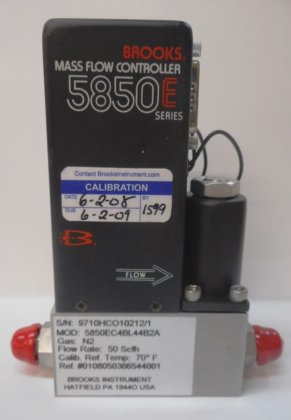 BROOKS
MASS FLOW CONTROLLER
5850E
SERIES
Contact BrooksInstrument.com
CALIBRATION
DATE 6-2-08 BY
DUE 6-2-09 1599
B
FLOW
S/N: 9710HCO10212/1
MOD: 5850EC4BL44B2A
Gas: N2
Flow Rate: 50 Scfh
Calib. Ref. Temp: 70° F
Ref: #0108050366544001
BROOKS INSTRUMENT
HATFIELD PA 1944O USA